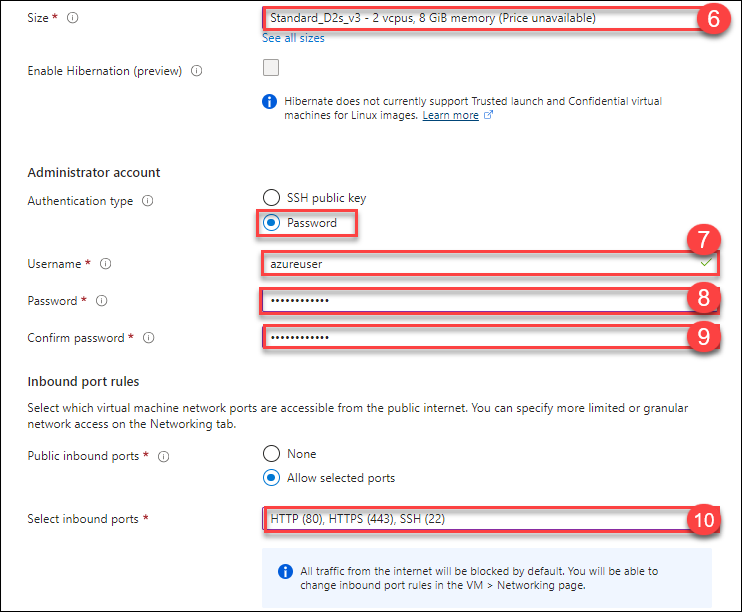 Size * Standard_D2s_v3 - 2 vcpus, 8 GiB memory (Price unavailable) 6
See all sizes
Enable Hibernation (preview)
Hibernate does not currently support Trusted launch and Confidential virtual
machines for Linux images. Learn more
Administrator account
Authentication type SSH public key
Password
7
Username * azureuser
Password * •••••••••••• 8
Confirm password * •••••••••••• 9
Inbound port rules
Select which virtual machine network ports are accessible from the public internet. You can specify more limited or granular
network access on the Networking tab.
Public inbound ports * None
Allow selected ports
Select inbound ports * HTTP (80), HTTPS (443), SSH (22) 10
All traffic from the internet will be blocked by default. You will be able to
change inbound port rules in the VM > Networking page.